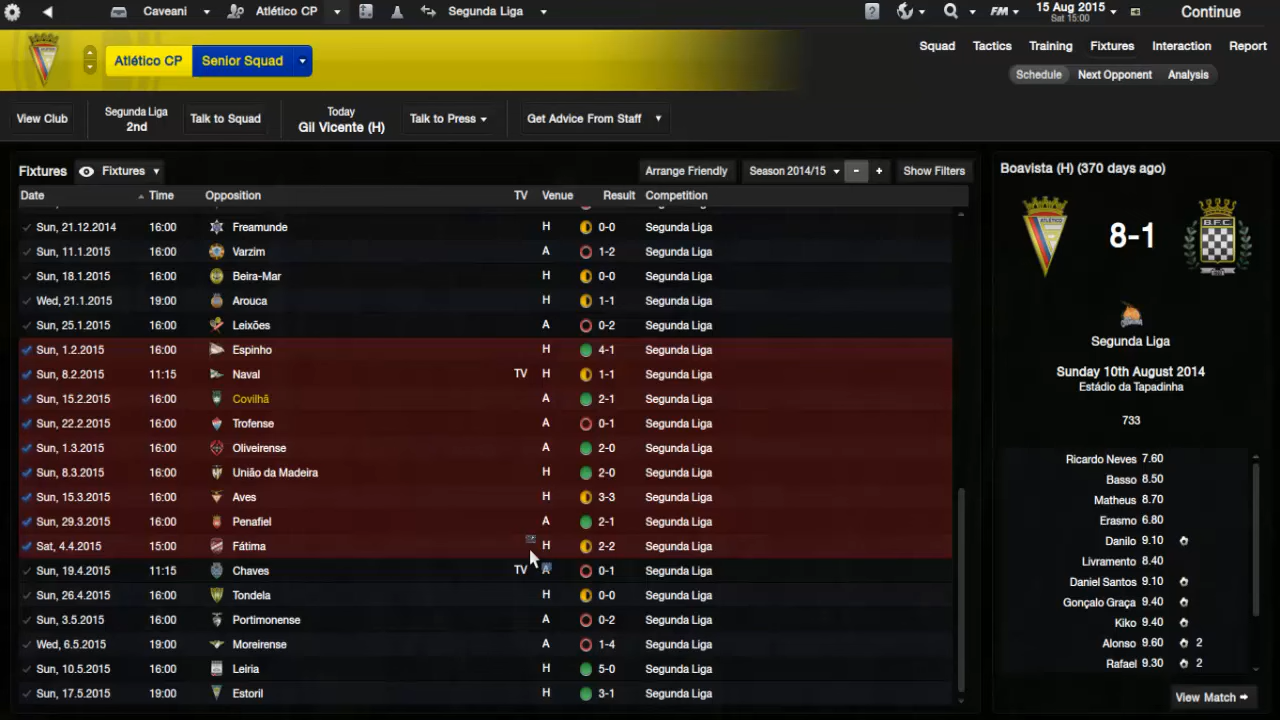 Caveani Atlético CP Segunda Liga ? FM 15 Aug 2015 Continue
Sat 15:00
Atlético CP Senior Squad Squad Tactics Training Fixtures Interaction Report
Schedule Next Opponent Analysis
View Club Segunda Liga 2nd Talk to Squad Today Gil Vicente (H) Talk to Press Get Advice From Staff
Fixtures Fixtures Arrange Friendly Season 2014/15 - + Show Filters
Date Time Opposition TV Venue Result Competition
Sun, 21.12.2014 16:00 Freamunde H 0-0 Segunda Liga
Sun, 11.1.2015 16:00 Varzim A 1-2 Segunda Liga
Sun, 18.1.2015 16:00 Beira-Mar H 0-0 Segunda Liga
Wed, 21.1.2015 19:00 Arouca H 1-1 Segunda Liga
Sun, 25.1.2015 16:00 Leixões A 0-2 Segunda Liga
Sun, 1.2.2015 16:00 Espinho H 4-1 Segunda Liga
Sun, 8.2.2015 11:15 Naval TV H 1-1 Segunda Liga
Sun, 15.2.2015 16:00 Covilhã A 2-1 Segunda Liga
Sun, 22.2.2015 16:00 Trofense A 0-1 Segunda Liga
Sun, 1.3.2015 16:00 Oliveirense A 2-0 Segunda Liga
Sun, 8.3.2015 16:00 União da Madeira H 2-0 Segunda Liga
Sun, 15.3.2015 16:00 Aves H 3-3 Segunda Liga
Sun, 29.3.2015 16:00 Penafiel A 2-1 Segunda Liga
Sat, 4.4.2015 15:00 Fátima H 2-2 Segunda Liga
Sun, 19.4.2015 11:15 Chaves TV A 0-1 Segunda Liga
Sun, 26.4.2015 16:00 Tondela H 0-0 Segunda Liga
Sun, 3.5.2015 16:00 Portimonense A 0-2 Segunda Liga
Wed, 6.5.2015 19:00 Moreirense A 1-4 Segunda Liga
Sun, 10.5.2015 16:00 Leiria H 5-0 Segunda Liga
Sun, 17.5.2015 19:00 Estoril H 3-1 Segunda Liga
Boavista (H) (370 days ago)
8-1
Segunda Liga
Sunday 10th August 2014
Estádio da Tapadinha
733
Ricardo Neves 7.60
Basso 8.50
Matheus 8.70
Erasmo 6.80
Danilo 9.10
Livramento 8.40
Daniel Santos 9.10
Gonçalo Graça 9.40
Kiko 9.40
Alonso 9.60 2
Rafael 9.30 2
View Match